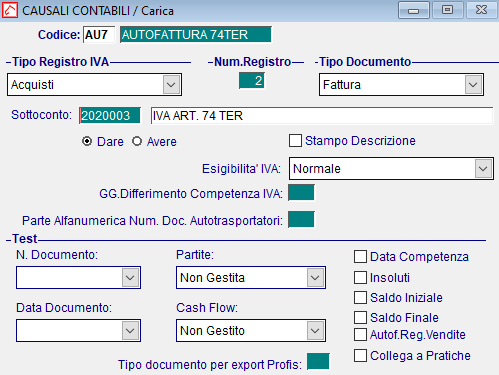 CAUSALI CONTABILI / Carica
Codice: AU7 AUTOFATTURA 74TER
Tipo Registro IVA Num.Registro Tipo Documento
Acquisti 2 Fattura
Sottoconto: 2020003 IVA ART. 74 TER
Dare Avere Stampo Descrizione
Esigibilita' IVA: Normale
GG.Differimento Competenza IVA:
Parte Alfanumerica Num. Doc. Autotrasportatori:
Test
N. Documento: Partite: Data Competenza
Non Gestita Insoluti
Saldo Iniziale
Data Documento: Cash Flow: Saldo Finale
Non Gestito Autof.Reg.Vendite
Collega a Pratiche
Tipo documento per export Profis: